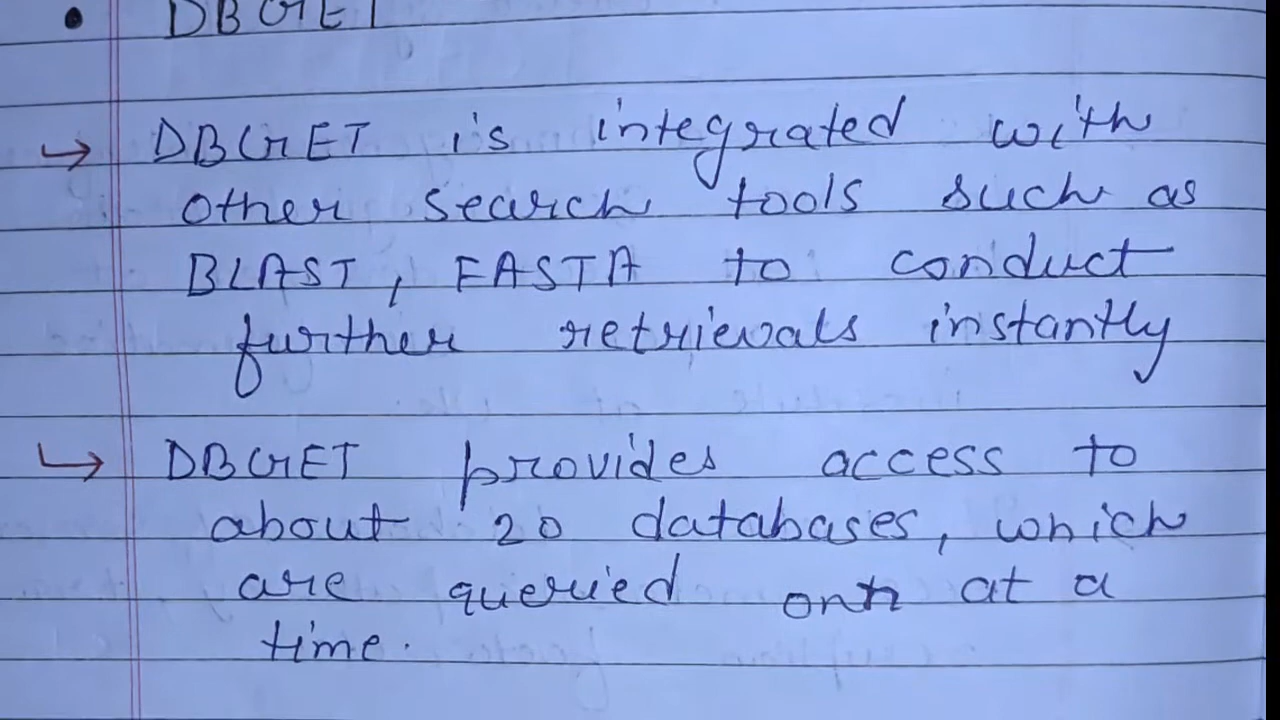 • DBGET
→ DBGET is integrated with
other search tools such as
BLAST, FASTA to conduct
further retrievals instantly
↳ DBGET provides access to
about 20 databases, which
are queried at a
time.